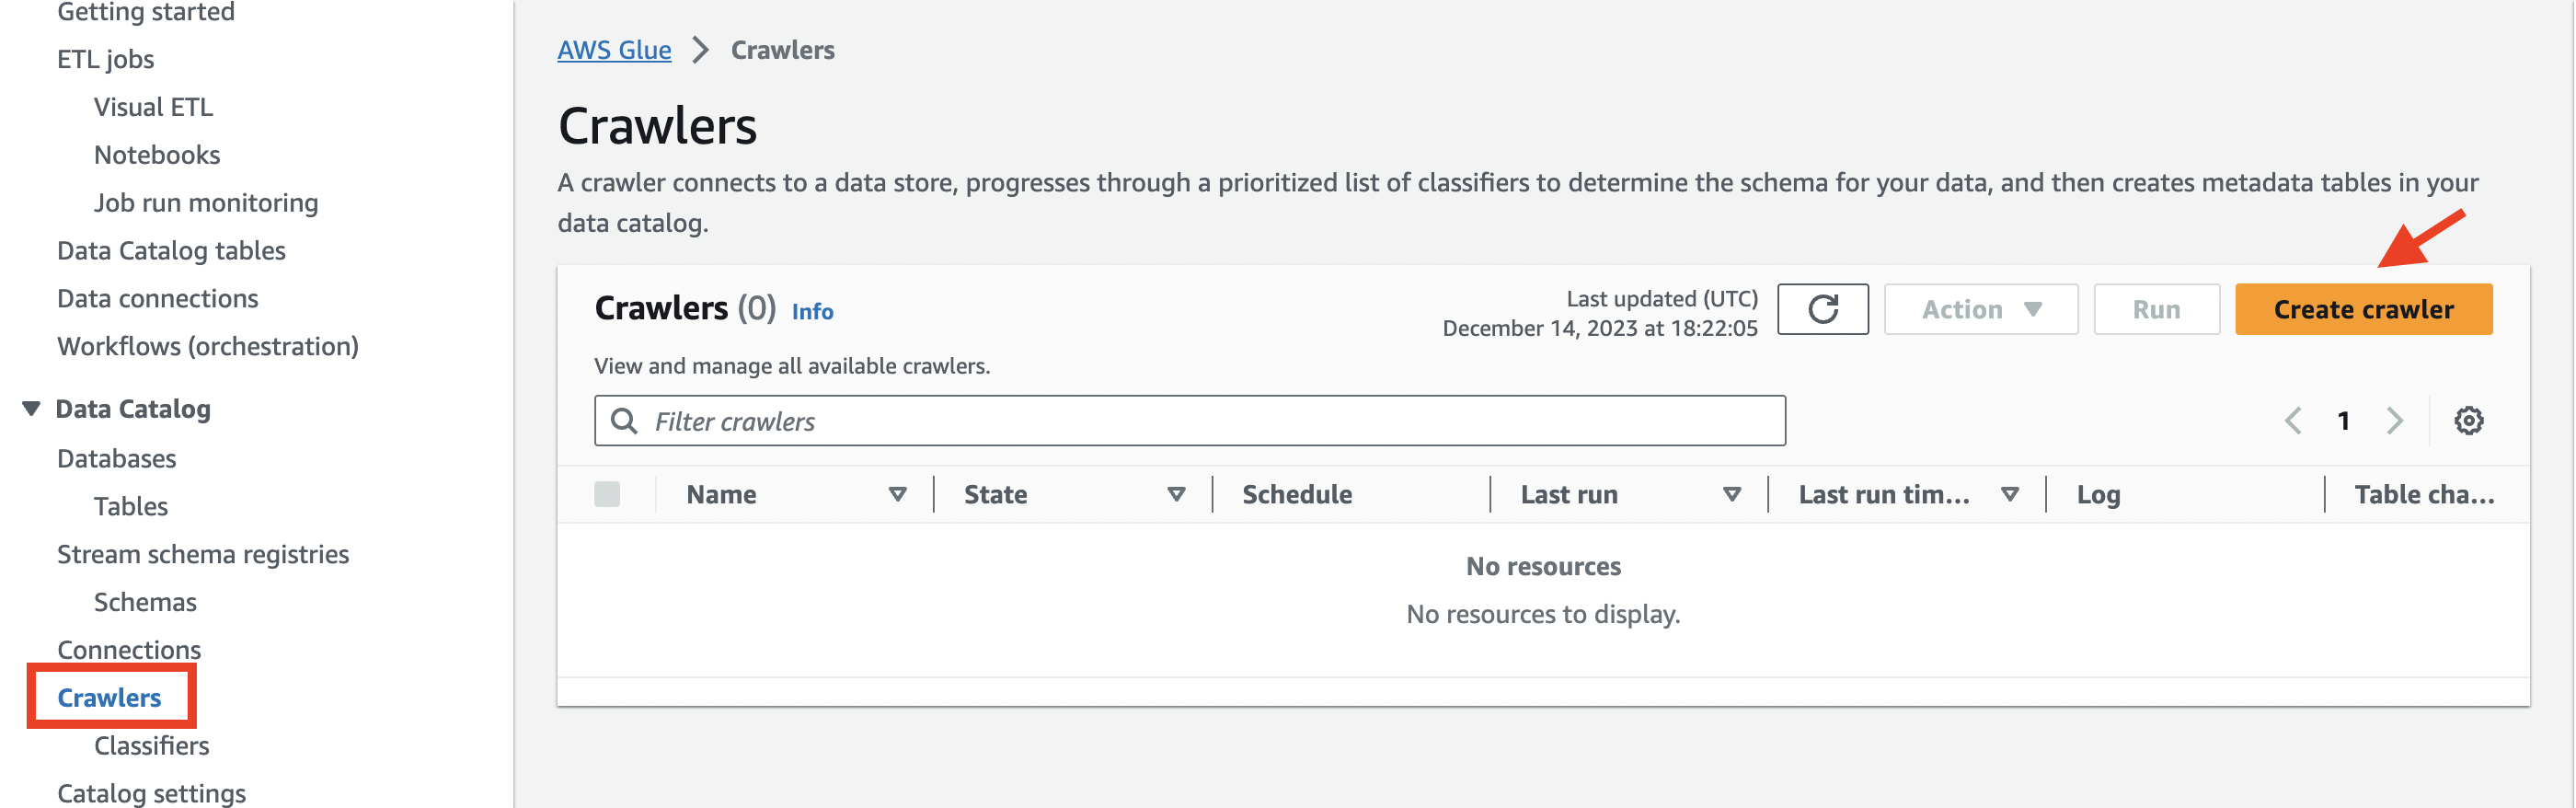 Getting started
ETL jobs
Visual ETL
Notebooks
Job run monitoring
Data Catalog tables
Data connections
Workflows (orchestration)
Data Catalog
Databases
Tables
Stream schema registries
Schemas
Connections
Crawlers
Classifiers
Catalog settings
AWS Glue > Crawlers
Crawlers
A crawler connects to a data store, progresses through a prioritized list of classifiers to determine the schema for your data, and then creates metadata tables in your
data catalog.
Crawlers (0) Info
Last updated (UTC)
December 14, 2023 at 18:22:05
Action
Run
Create crawler
View and manage all available crawlers.
Filter crawlers
1
Name State Schedule Last run Last run tim... Log Table cha...
No resources
No resources to display.